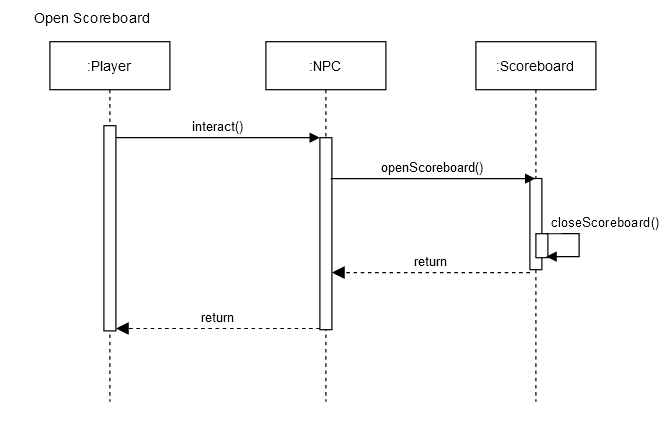 Open Scoreboard
:Player
:NPC
:Scoreboard
interact()
openScoreboard()
closeScoreboard()
return
return